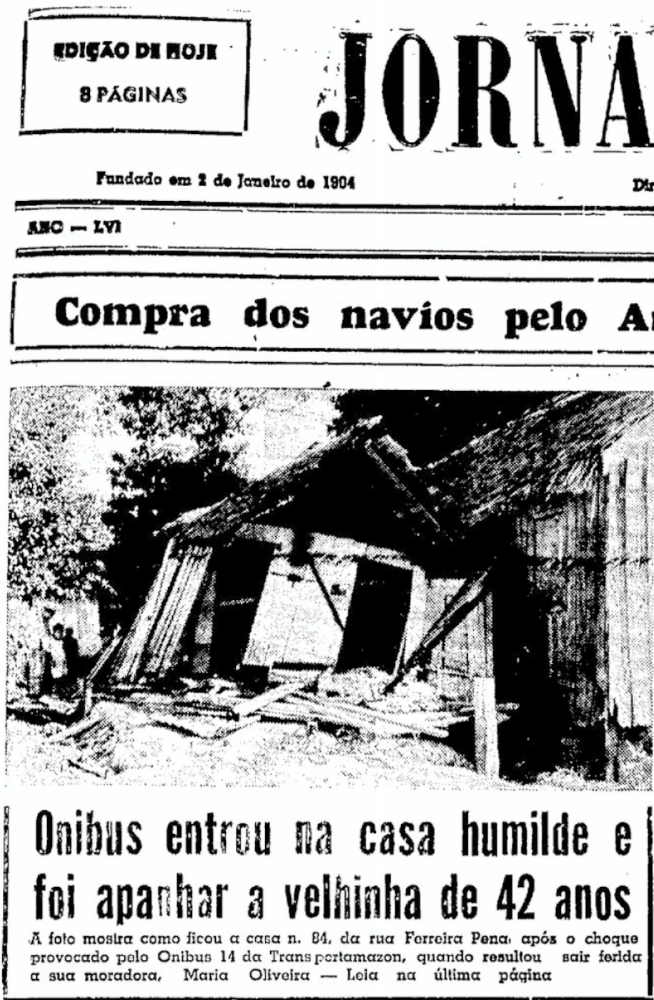 EDIÇÃO DE HOJE
8 PÁGINAS
JORNA
Fundado em 2 de Janeiro de 1904
Dir
ANO — LVI
Compra dos navios pelo A
Onibus entrou na casa humilde e
foi apanhar a velhinha de 42 anos
A foto mostra como ficou a casa n. 84, da rua Ferreira Pena, após o choque
provocado pelo Onibus 14 da Transportamazon, quando resultou sair ferida
a sua moradora, Maria Oliveira — Leia na última página